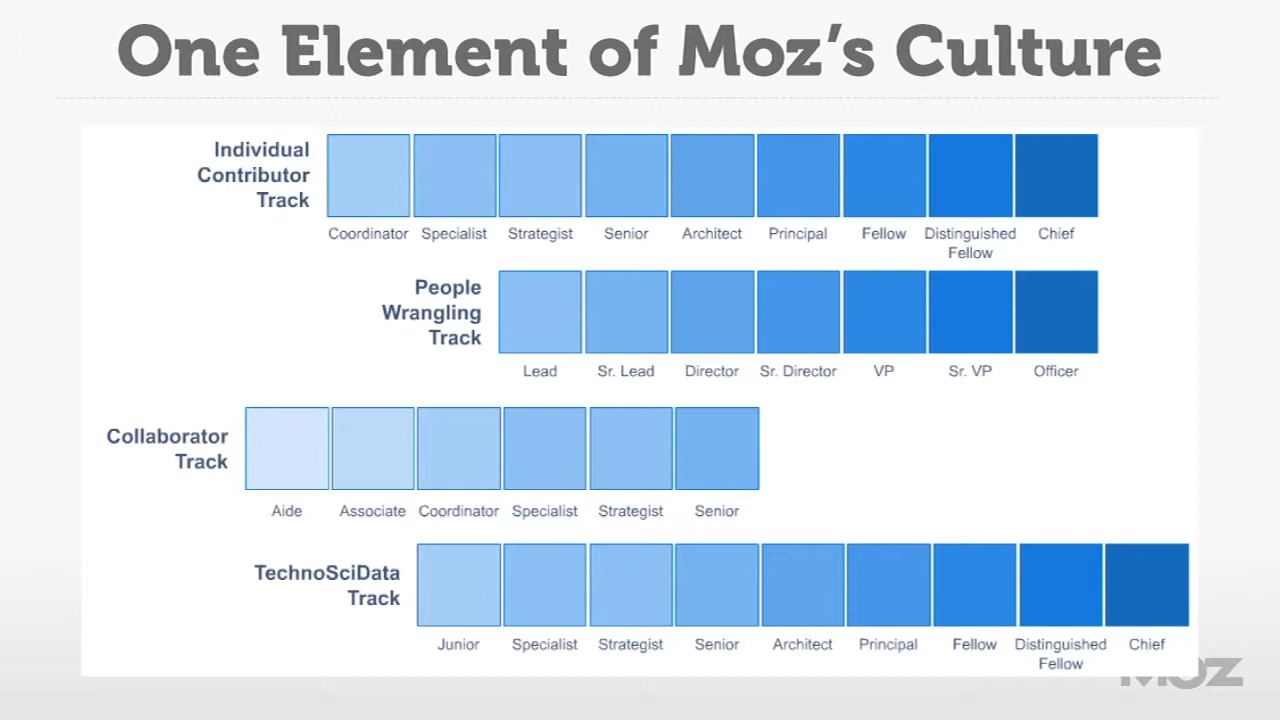 One Element of Moz's Culture
Individual
Contributor
Track
Coordinator Specialist Strategist Senior Architect Principal Fellow Distinguished Chief
Fellow
People
Wrangling
Track
Lead Sr. Lead Director Sr. Director VP Sr. VP Officer
Collaborator
Track
Aide Associate Coordinator Specialist Strategist Senior
TechnoSciData
Track
Junior Specialist Strategist Senior Architect Principal Fellow Distinguished Chief
Fellow
MOZ